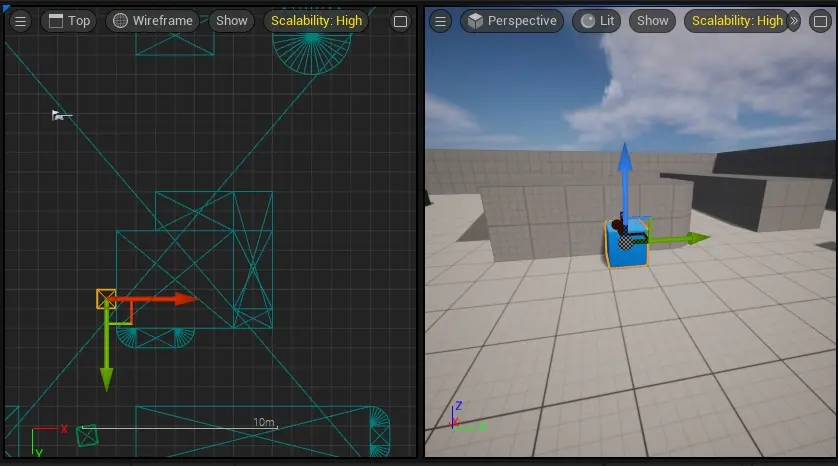 Top
Wireframe
Show
Scalability: High
Perspective
Lit
Show
Scalability: High
10m
X
Y
Z